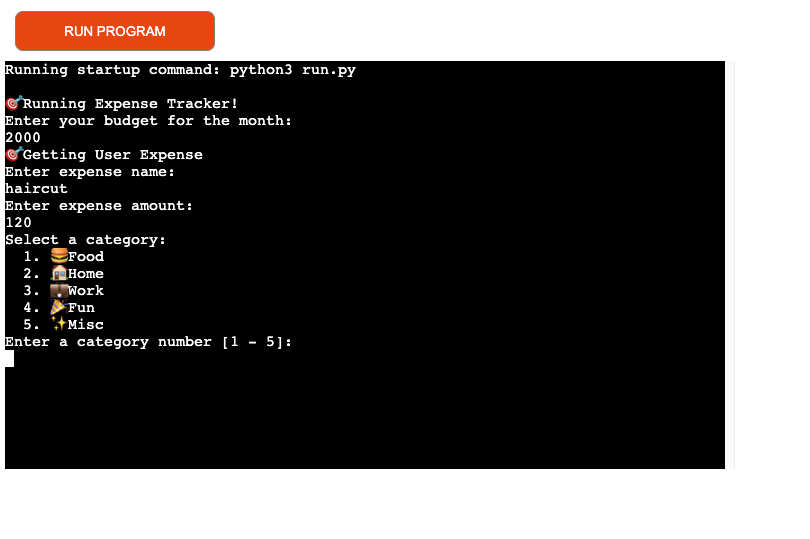 RUN PROGRAM
Running startup command: python3 run.py
🎯Running Expense Tracker!
Enter your budget for the month:
2000
🎯Getting User Expense
Enter expense name:
haircut
Enter expense amount:
120
Select a category:
1. 🍔Food
2. 🏠Home
3. 💼Work
4. 🎉Fun
5. ✨Misc
Enter a category number [1 - 5]: